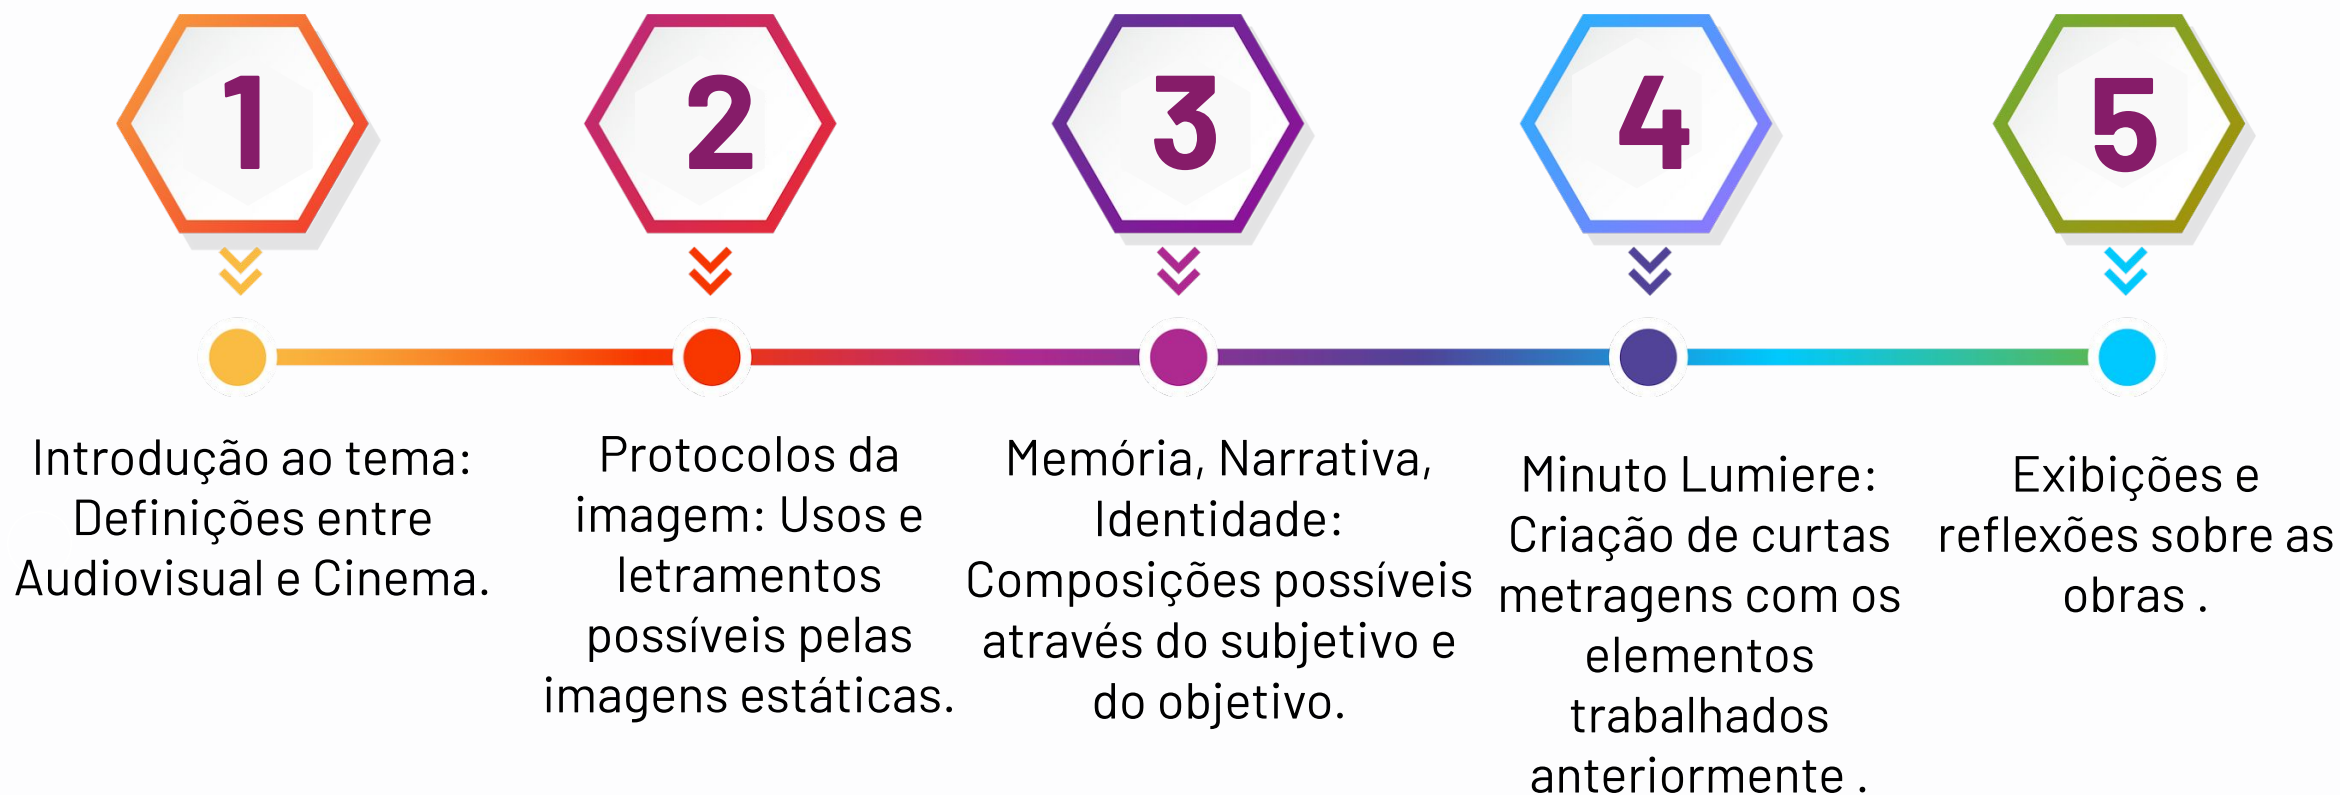 1
2
3
4
5
Introdução ao tema:
Definições entre
Audiovisual e Cinema.
Protocolos da
imagem: Usos e
letramentos
possíveis pelas
imagens estáticas.
Memória, Narrativa,
Identidade:
Composições possíveis
através do subjetivo e
do objetivo.
Minuto Lumiere:
Criação de curtas
metragens com os
elementos
trabalhados
anteriormente .
Exibições e
reflexões sobre as
obras .